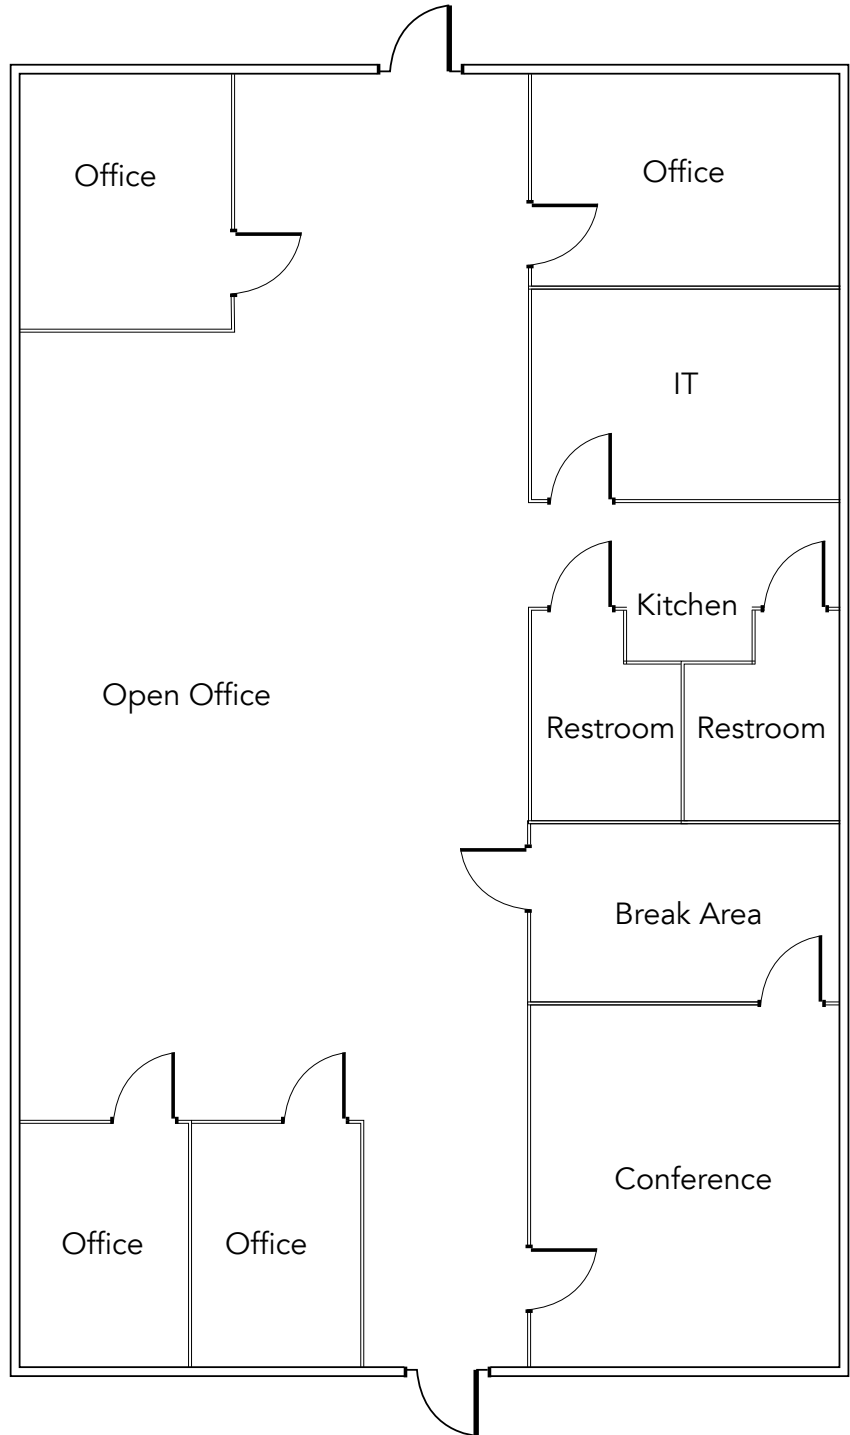 Office
Office
IT
Kitchen
Open Office
Restroom
Restroom
Break Area
Conference
Office
Office